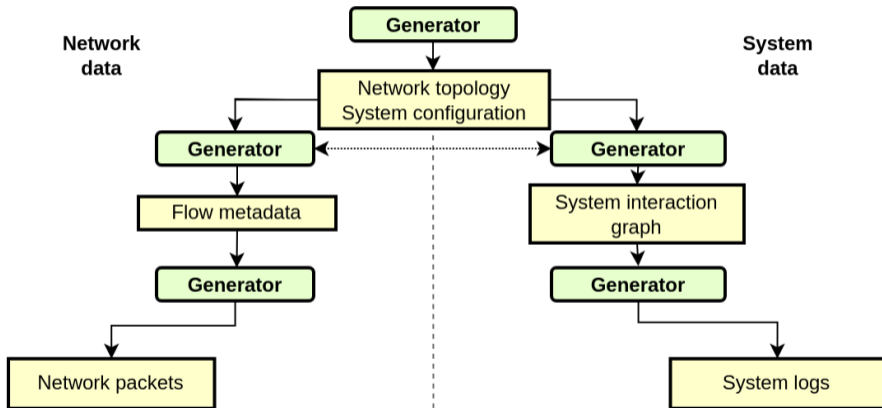 Generator
Network
data
System
data
Network topology
System configuration
Generator
Generator
Flow metadata
System interaction
graph
Generator
Generator
Network packets
System logs